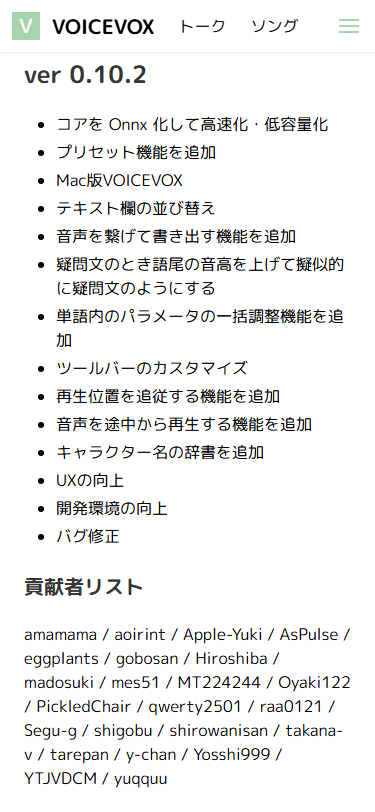 V VOICEVOX トーク ソング
ver 0.10.2
コアを Onnx 化して高速化・低容量化
プリセット機能を追加
Mac版VOICEVOX
テキスト欄の並び替え
音声を繋げて書き出す機能を追加
疑問文のとき語尾の音高を上げて擬似的
に疑問文のようにする
単語内のパラメータの一括調整機能を追
加
ツールバーのカスタマイズ
再生位置を追従する機能を追加
音声を途中から再生する機能を追加
キャラクター名の辞書を追加
UXの向上
開発環境の向上
バグ修正
貢献者リスト
amamama / aoirint / Apple-Yuki / AsPulse /
eggplants / gobosan / Hiroshiba /
madosuki / mes51 / MT224244 / Oyaki122
/ PickledChair / qwerty2501 / raa0121 /
Segu-g / shigobu / shirowanisan / takana-
v / tarepan / y-chan / Yosshi999 /
YTJVDCM / yuqquu